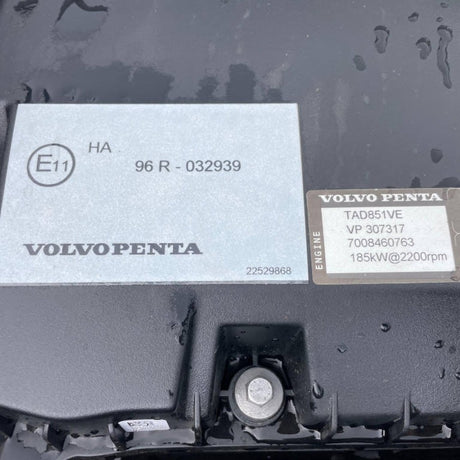 E11
HA
96 R - 032939
VOLVO PENTA
22529868
ENGINE
VOLVO PENTA
TAD851VE
VP 307317
7008460763
185kW@2200rpm